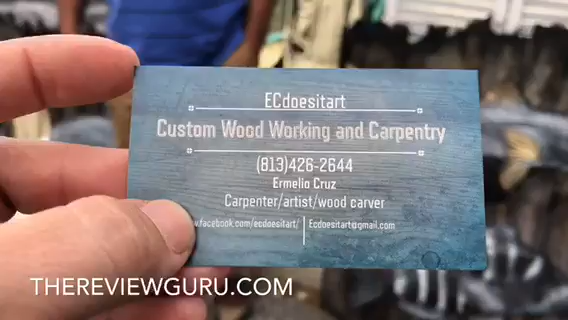 ECdoesitart
Custom Wood Working and Carpentry
(813)426-2644
Ermelio Cruz
Carpenter/artist/wood carver
.facebook.com/ecdoesitart/ Ecdoesitart@gmail.com
THEREVIEWGURU.COM